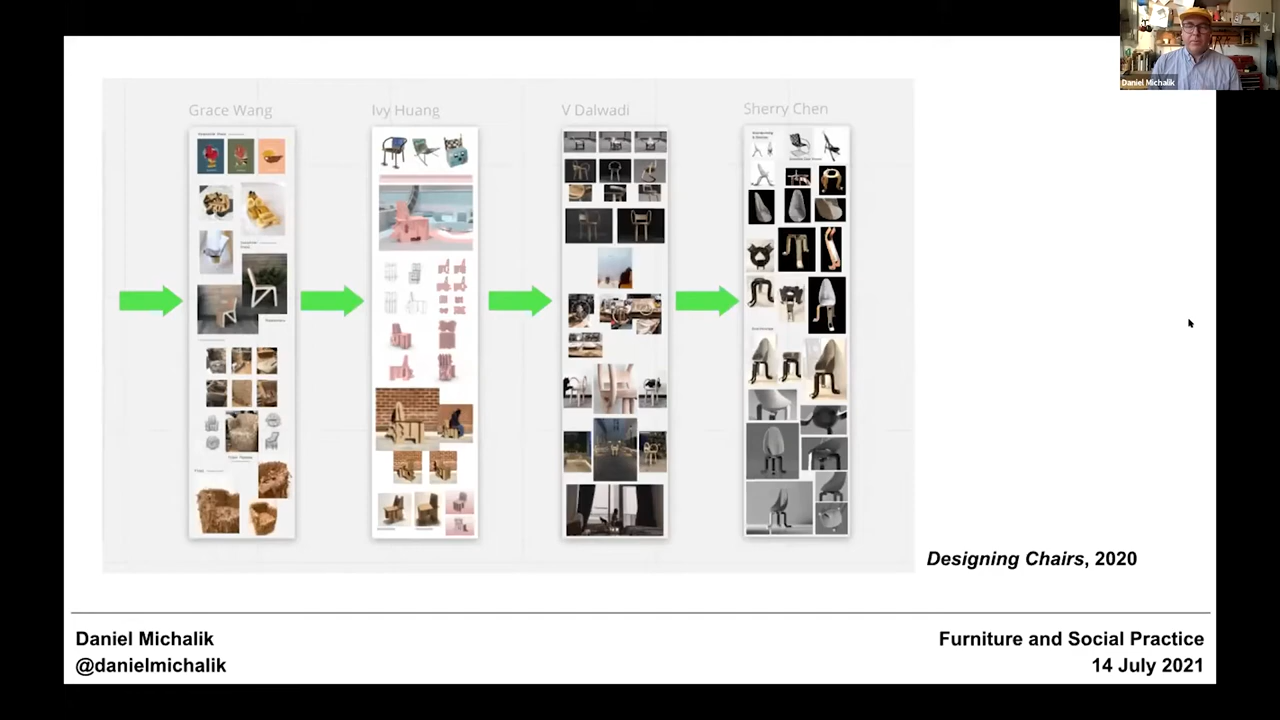 Daniel Michalik
Grace Wang
Ivy Huang
V Dalwadi
Sherry Chen
Designing Chairs, 2020
Daniel Michalik
@danielmichalik
Furniture and Social Practice
14 July 2021